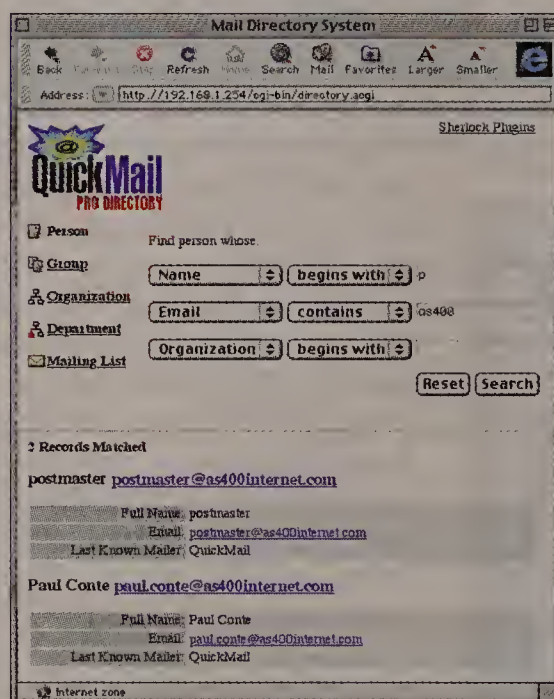 Mail Directory System
Back Stop Refresh Home Search Mail Favorites Larger Smaller
Address: http://192.168.1.254/cgi-bin/directory.acgi
Sherlock Plugins
@
QuickMail
PRO DIRECTORY
Person
Find person whose.
Group
Name begins with p
Organization
Email contains as400
Department
Organization begins with
Mailing List
Reset Search
2 Records Matched
postmaster postmaster@as400internet.com
Full Name: postmaster
Email: postmaster@as400internet.com
Last Known Mailer: QuickMail
Paul Conte paul.conte@as400internet.com
Full Name: Paul Conte
Email: paul.conte@as400internet.com
Last Known Mailer: QuickMail
Internet zone